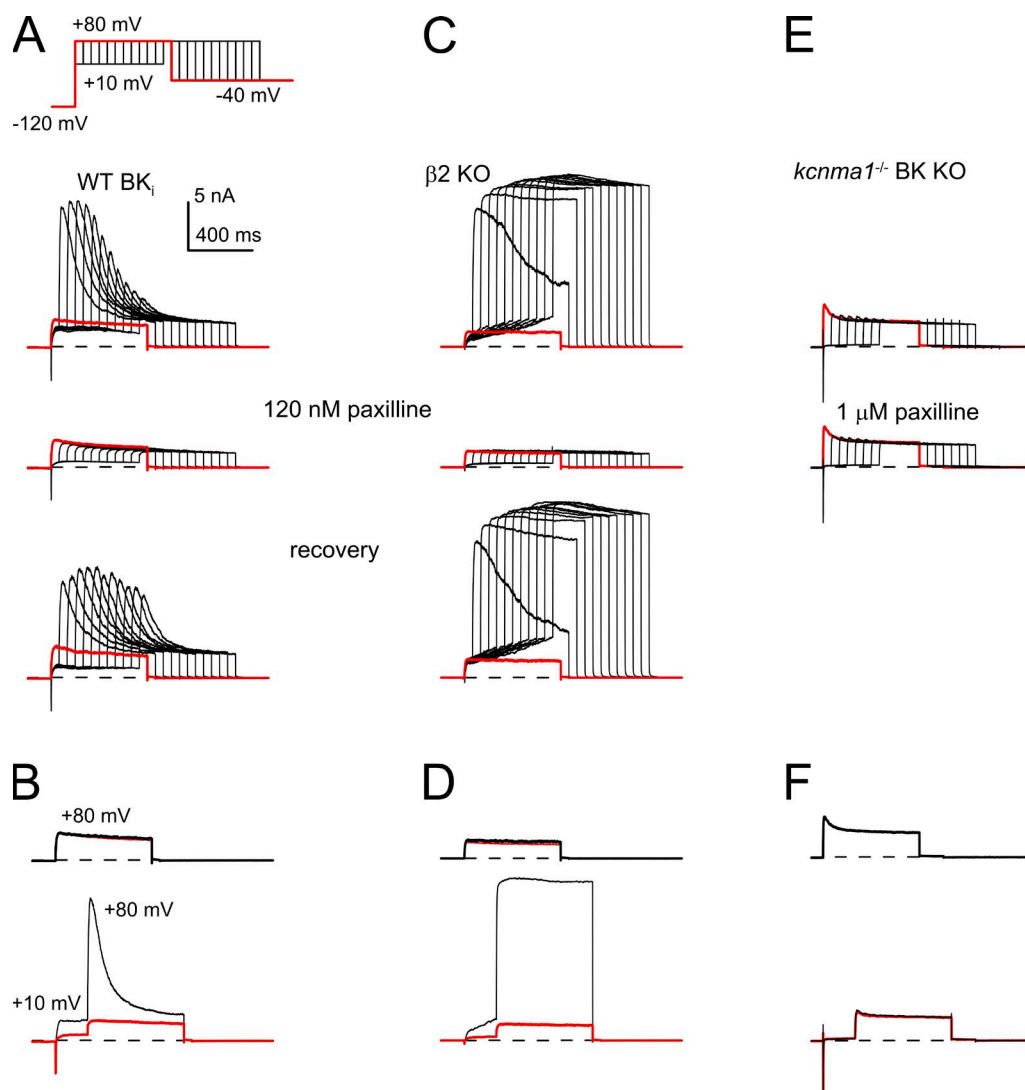 A
+80 mV
+10 mV
-40 mV
-120 mV
WT BKi
5 nA
400 ms
C
β2 KO
E
kcnma1-/- BK KO
120 nM paxilline
1 μM paxilline
recovery
B
+80 mV
+80 mV
+10 mV
D
F